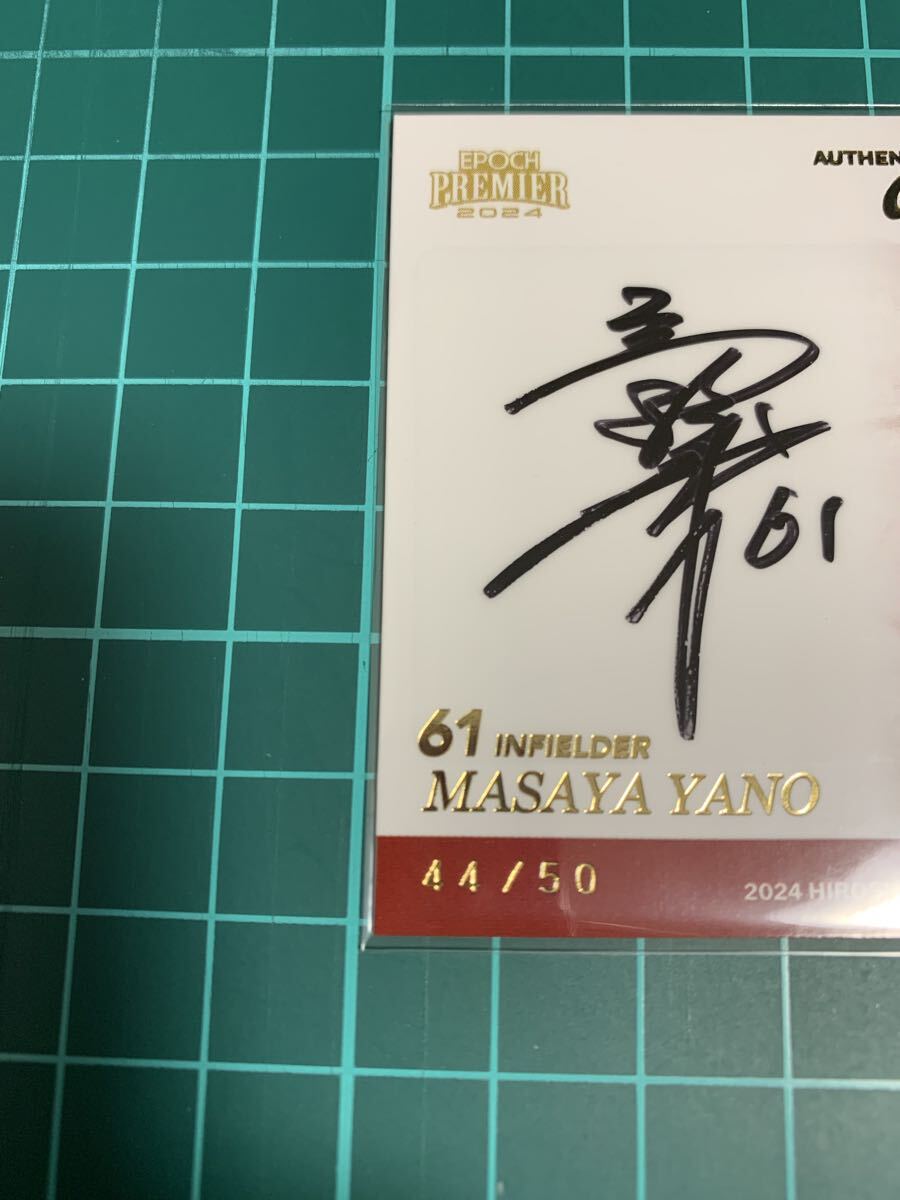 EPOCH
PREMIER
2024
AUTHEN
61
61 INFIELDER
MASAYA YANO
44/50
2024 HIROS